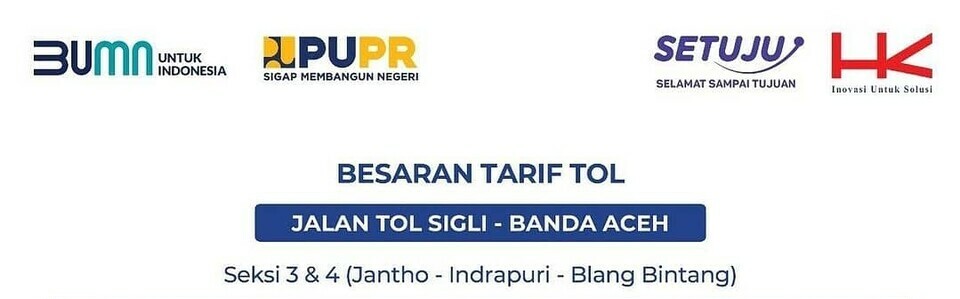 BUMN UNTUK INDONESIA
PUPR
SIGAP MEMBANGUN NEGERI
SETUJU
SELAMAT SAMPAI TUJUAN
HK
Inovasi Untuk Solusi
BESARAN TARIF TOL
JALAN TOL SIGLI - BANDA ACEH
Seksi 3 & 4 (Jantho - Indrapuri - Blang Bintang)